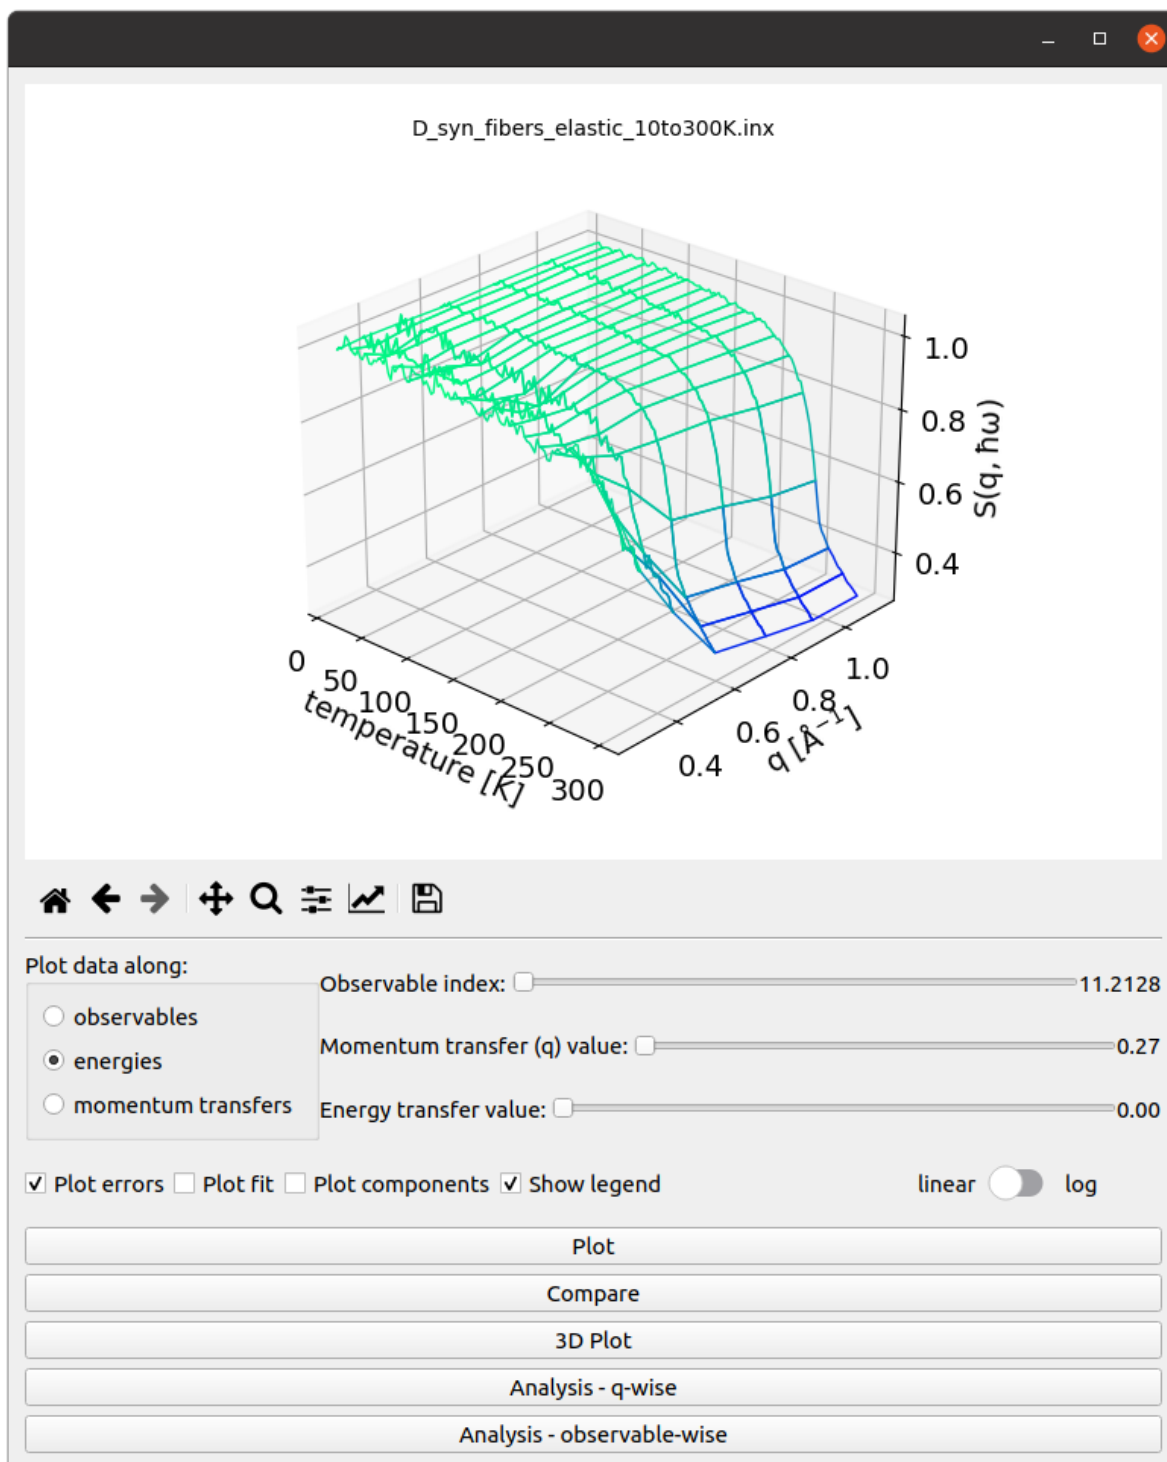 D_syn_fibers_elastic_10to300K.inx
1.0
0.8
0.6
0.4
S(q, ħω)
0
50
100
150
200
250
300
temperature [K]
0.4
0.6
0.8
1.0
q [Å⁻¹]
Plot data along:
observables
energies
momentum transfers
Observable index: 11.2128
Momentum transfer (q) value: 0.27
Energy transfer value: 0.00
Plot errors Plot fit Plot components Show legend linear log
Plot
Compare
3D Plot
Analysis - q-wise
Analysis - observable-wise